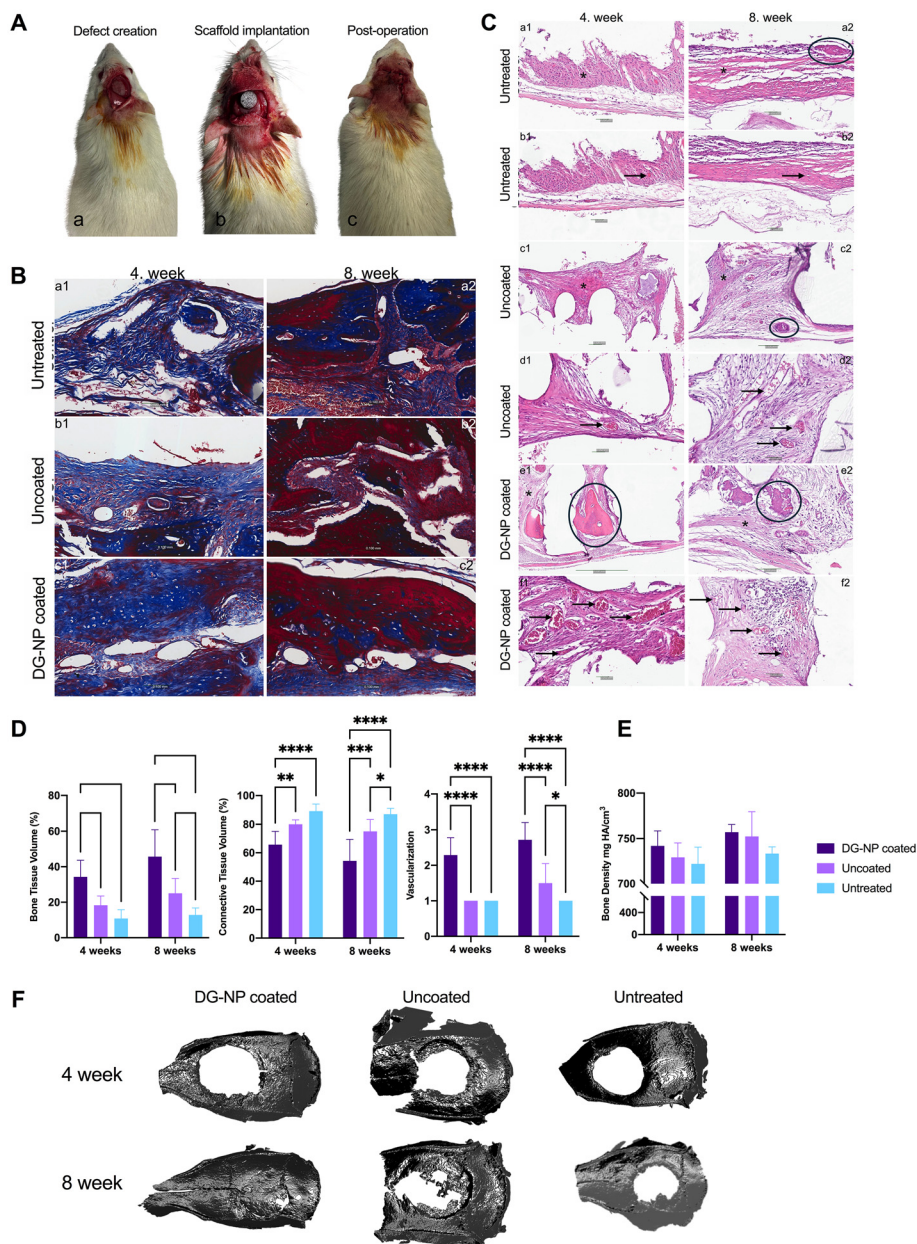 A
Defect creation
Scaffold implantation
Post-operation
a
b
c
B
4. week
8. week
a1
a2
Untreated
b1
b2
Uncoated
0.100 mm
c2
DG-NP coated
C
4. week
8. week
a1
a2
Untreated
*
*
b1
b2
Untreated
c1
c2
Uncoated
*
*
d1
d2
Uncoated
e1
e2
DG-NP coated
*
*
f1
f2
DG-NP coated
D
Bone Tissue Volume (%)
80
60
40
20
0
4 weeks
8 weeks
Connective Tissue Volume (%)
100
80
60
40
20
0
****
**
****
***
*
4 weeks
8 weeks
Vascularization
4
3
2
1
0
****
****
****
****
*
4 weeks
8 weeks
E
Bone Density mg HA/cm³
800
750
700
400
200
0
4 weeks
8 weeks
DG-NP coated
Uncoated
Untreated
F
DG-NP coated
Uncoated
Untreated
4 week
8 week